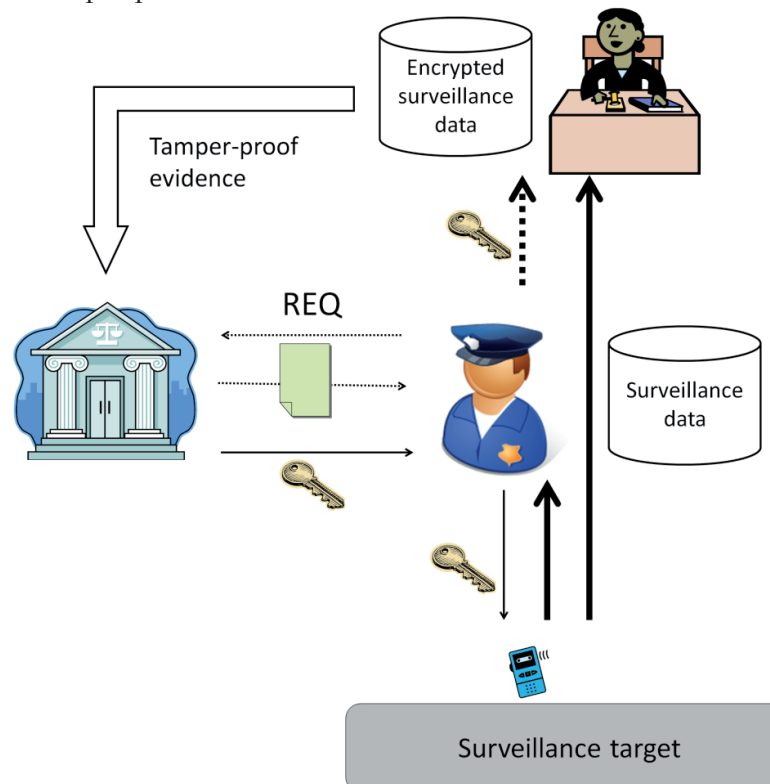 Encrypted
surveillance
data
Tamper-proof
evidence
REQ
Surveillance
data
Surveillance target